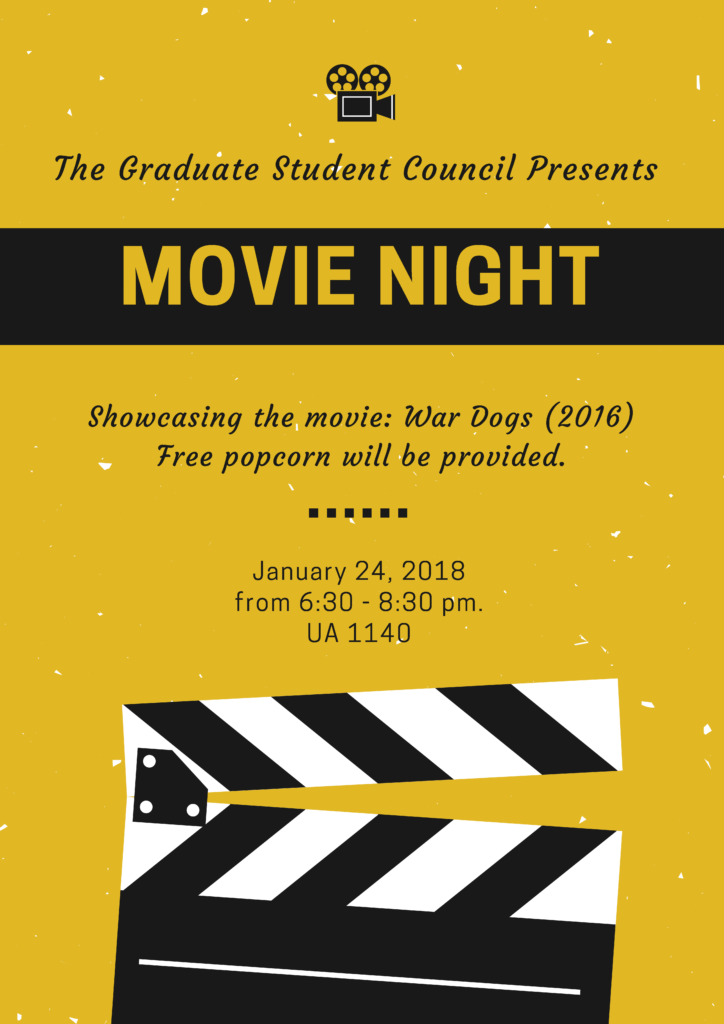 The Graduate Student Council Presents
MOVIE NIGHT
Showcasing the movie: War Dogs (2016)
Free popcorn will be provided.
January 24, 2018
from 6:30 - 8:30 pm.
UA 1140